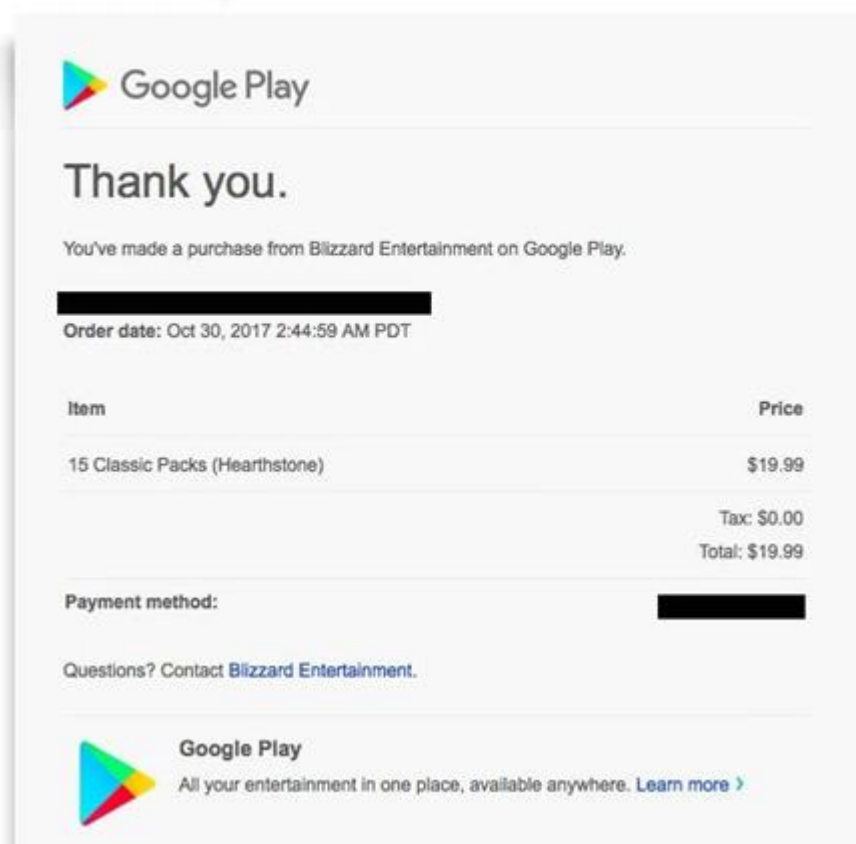 Google Play
Thank you.
You've made a purchase from Blizzard Entertainment on Google Play.
Order date: Oct 30, 2017 2:44:59 AM PDT
Item Price
15 Classic Packs (Hearthstone) $19.99
Tax: $0.00
Total: $19.99
Payment method:
Questions? Contact Blizzard Entertainment.
Google Play
All your entertainment in one place, available anywhere. Learn more >